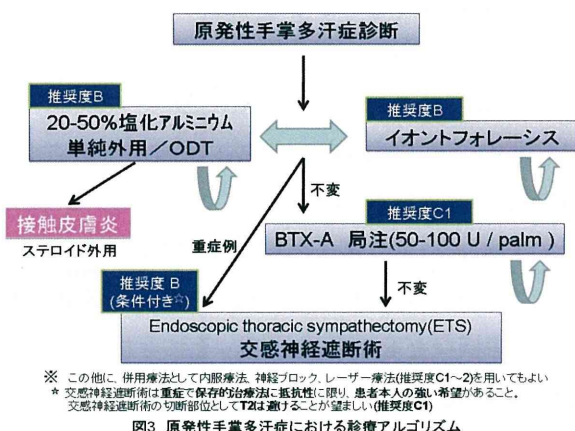 原発性手掌多汗症診断
推奨度B
20-50%塩化アルミニウム
単純外用/ODT
推奨度B
イオントフォレーシス
接触皮膚炎
ステロイド外用
不変
重症例
推奨度C1
BTX-A 局注(50-100 U / palm )
推奨度 B
(条件付き☆)
不変
Endoscopic thoracic sympathectomy(ETS)
交感神経遮断術
※ この他に、併用療法として内服療法、神経ブロック、レーザー療法(推奨度C1～2)を用いてもよい
☆ 交感神経遮断術は重症で保存的治療法に抵抗性に限り、患者本人の強い希望があること。
交感神経遮断術の切断部位としてT2は避けることが望ましい(推奨度C1)
図3 原発性手掌多汗症における診療アルゴリズム